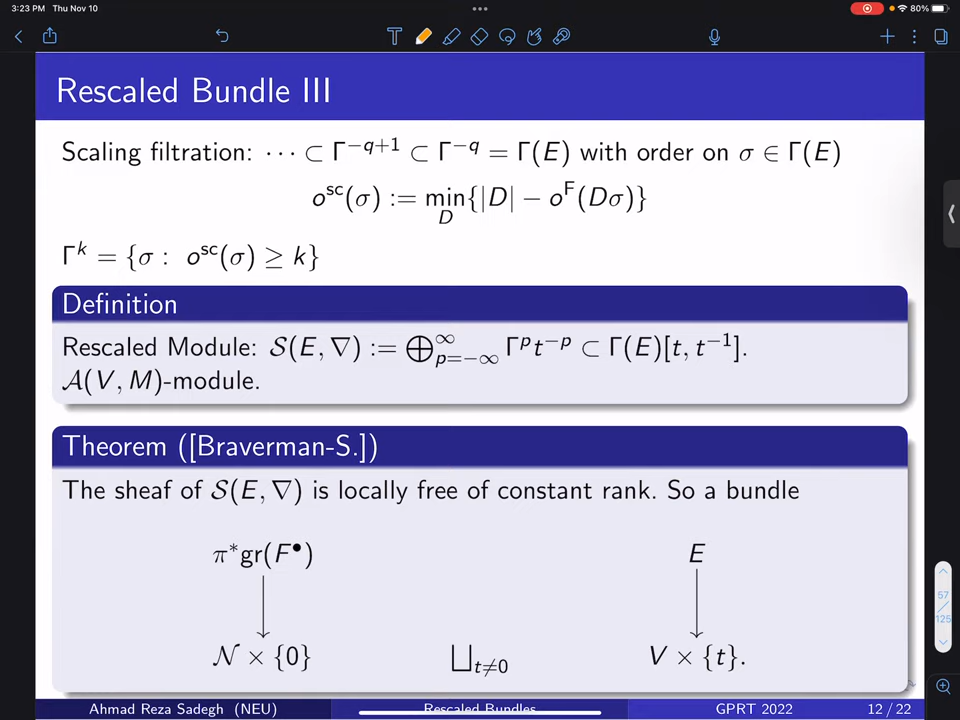 3:23 PM Thu Nov 10
80%
Rescaled Bundle III
Scaling filtration: ⋯ ⊂ Γ^{−q+1} ⊂ Γ^{−q} = Γ(E) with order on σ ∈ Γ(E)
o^{sc}(σ) := min_D{|D| − o^F(Dσ)}
Γ^k = {σ : o^{sc}(σ) ≥ k}
Definition
Rescaled Module: 𝒮(E, ∇) := ⊕_{p=−∞}^{∞} Γ^p t^{−p} ⊂ Γ(E)[t, t^{−1}].
𝒜(V, M)-module.
Theorem ([Braverman-S.])
The sheaf of 𝒮(E, ∇) is locally free of constant rank. So a bundle
π*gr(F^•) E
𝒩 × {0} ⨆_{t≠0} V × {t}.
57
/
125
Ahmad Reza Sadegh (NEU) Rescaled Bundles GPRT 2022 12 / 22